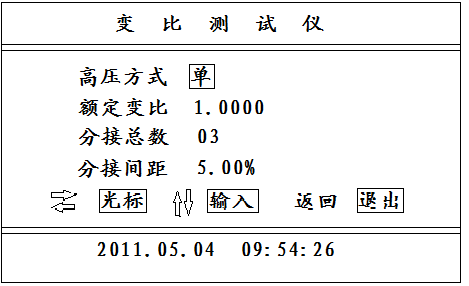 变 比 测 试 仪
高压方式 单
额定变比 1.0000
分接总数 03
分接间距 5.00%
光标 输入 返回 退出
2011.05.04 09:54:26